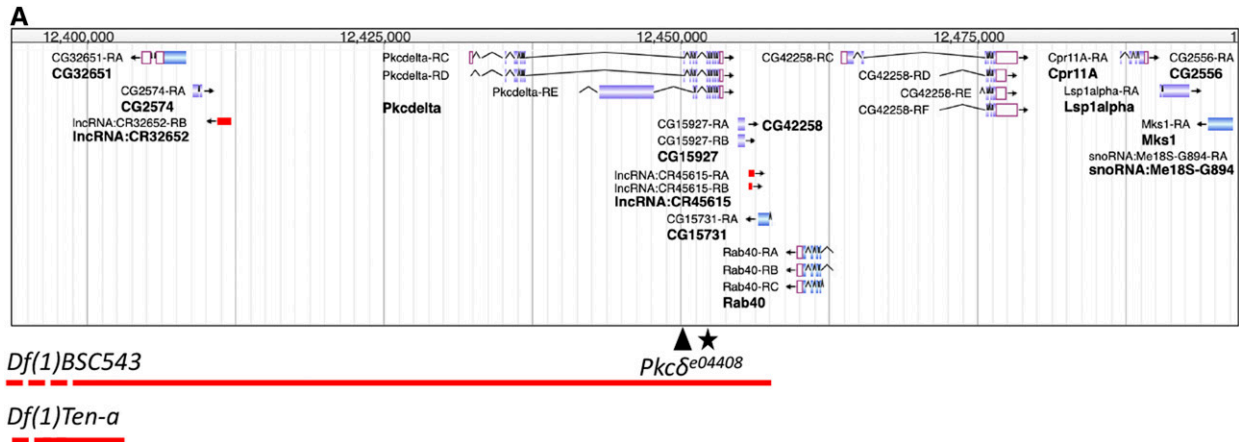 A
12,400,000 12,425,000 12,450,000 12,475,000 1
CG32651-RA Pkcdelta-RC CG42258-RC Cpr11A-RA CG2556-RA
CG32651 Pkcdelta-RD CG42258-RD Cpr11A CG2556
CG2574-RA Pkcdelta-RE CG42258-RE Lsp1alpha-RA
CG2574 Pkcdelta CG42258-RF Lsp1alpha
lncRNA:CR32652-RB CG15927-RA CG42258 Mks1-RA
lncRNA:CR32652 CG15927-RB Mks1
CG15927 snoRNA:Me18S-G894-RA
lncRNA:CR45615-RA snoRNA:Me18S-G894
lncRNA:CR45615-RB
lncRNA:CR45615
CG15731-RA
CG15731
Rab40-RA
Rab40-RB
Rab40-RC
Rab40
Df(1)BSC543 Pkcδe04408
Df(1)Ten-a